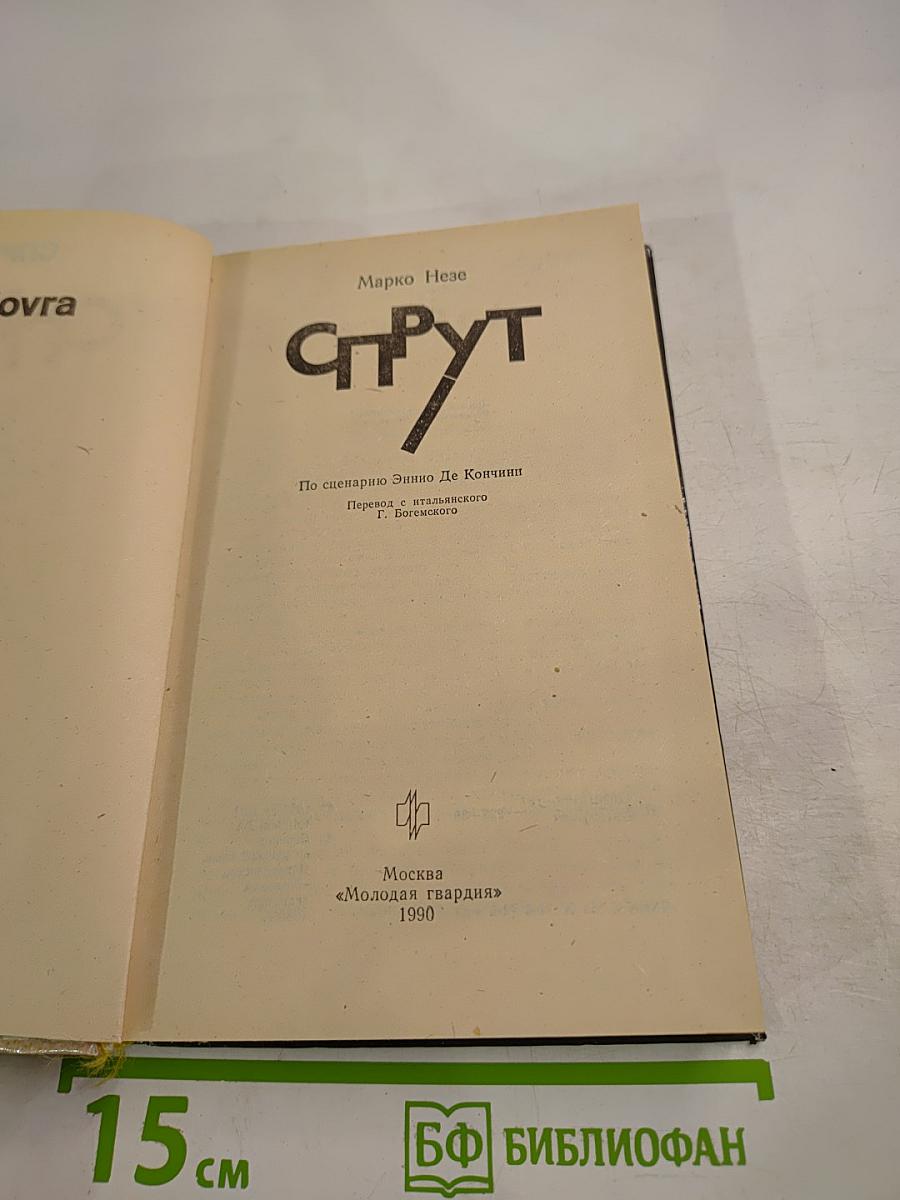 ovra
Марко Незе
СПРУТ
По сценарию Эннио Де Кончини
Перевод с итальянского
Г. Богемского
Москва
«Молодая гвардия»
1990
15 см
БФ БИБЛИОФАН